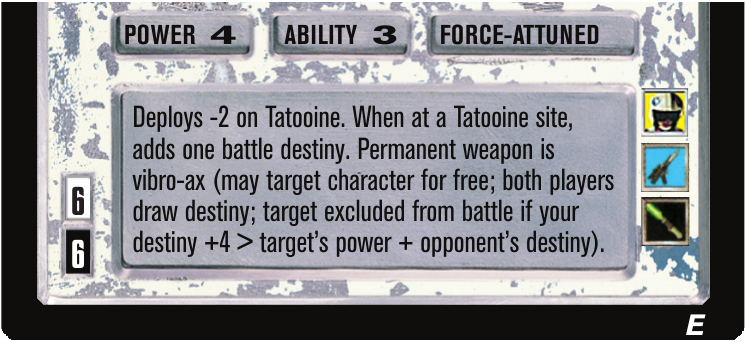 POWER 4 ABILITY 3 FORCE-ATTUNED
Deploys -2 on Tatooine. When at a Tatooine site,
adds one battle destiny. Permanent weapon is
vibro-ax (may target character for free; both players
draw destiny; target excluded from battle if your
destiny +4 > target's power + opponent's destiny).
6
6
E